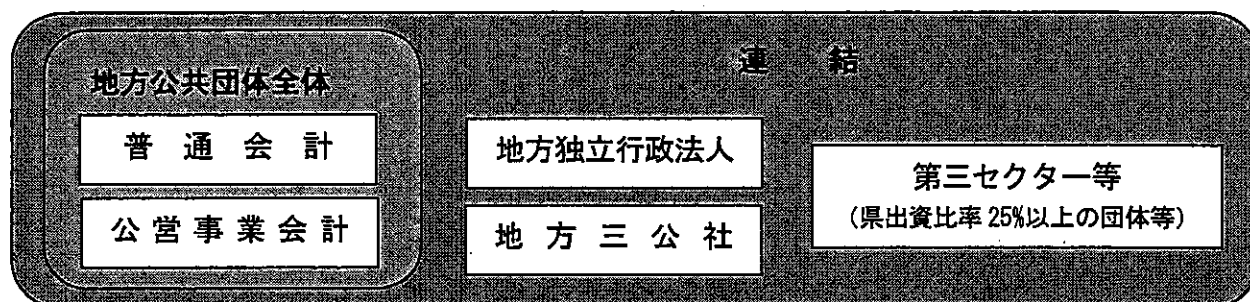 連結
地方公共団体全体
普通会計
公営事業会計
地方独立行政法人
地方三公社
第三セクター等
(県出資比率25%以上の団体等)